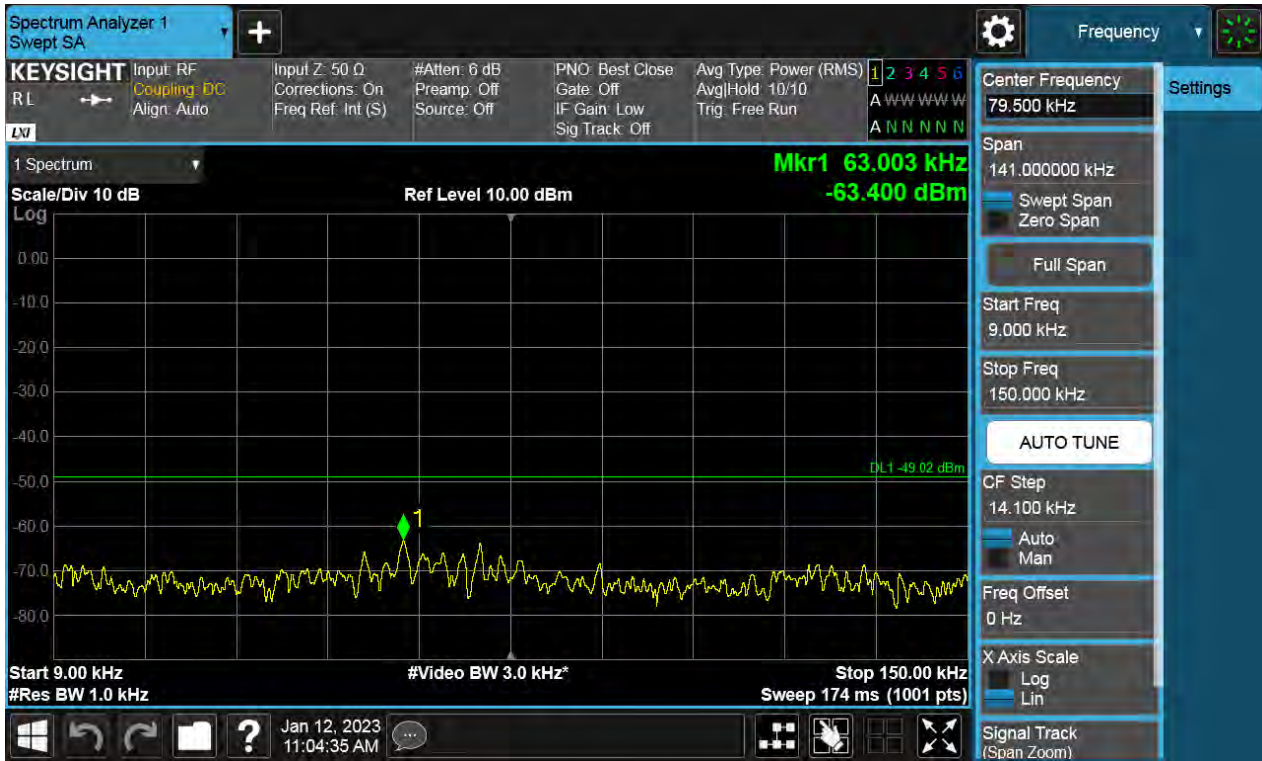 Spectrum Analyzer 1
Swept SA
+
Frequency
KEYSIGHT
RL
LXI
Input: RF
Coupling: DC
Align: Auto
Input Z: 50 Ω
Corrections: On
Freq Ref: Int (S)
#Atten: 6 dB
Preamp: Off
Source: Off
PNO: Best Close
Gate: Off
IF Gain: Low
Sig Track: Off
Avg Type: Power (RMS)
Avg|Hold: 10/10
Trig: Free Run
1 2 3 4 5 6
A W W W W W
A N N N N N
Center Frequency
79.500 kHz
Settings
Span
141.000000 kHz
Swept Span
Zero Span
Full Span
Start Freq
9.000 kHz
Stop Freq
150.000 kHz
AUTO TUNE
CF Step
14.100 kHz
Auto
Man
Freq Offset
0 Hz
X Axis Scale
Log
Lin
Signal Track
(Span Zoom)
1 Spectrum
Mkr1 63.003 kHz
-63.400 dBm
Scale/Div 10 dB
Ref Level 10.00 dBm
Log
0.00
-10.0
-20.0
-30.0
-40.0
DL1 -49.02 dBm
-50.0
-60.0
1
-70.0
-80.0
Start 9.00 kHz
#Video BW 3.0 kHz*
Stop 150.00 kHz
#Res BW 1.0 kHz
Sweep 174 ms (1001 pts)
?
Jan 12, 2023
11:04:35 AM